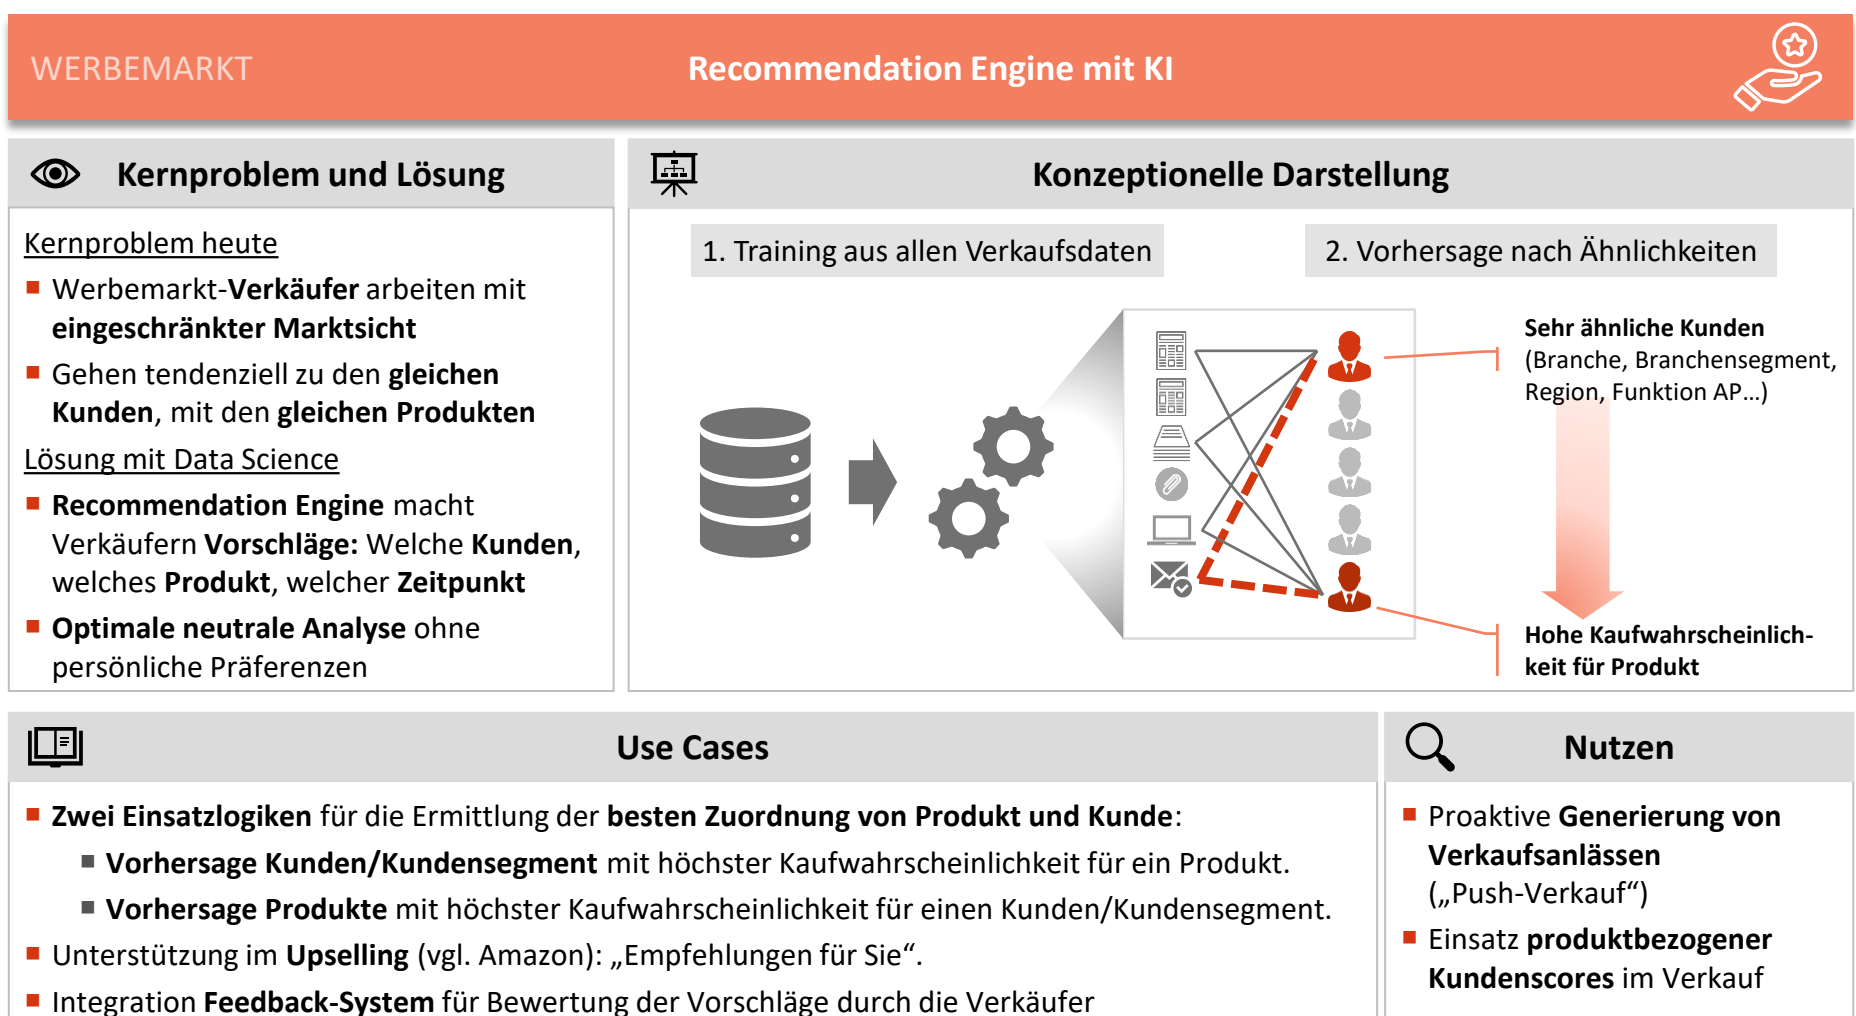 WERBEMARKT
Recommendation Engine mit KI
Kernproblem und Lösung
Kernproblem heute
Werbemarkt-Verkäufer arbeiten mit
eingeschränkter Marktsicht
Gehen tendenziell zu den gleichen
Kunden, mit den gleichen Produkten
Lösung mit Data Science
Recommendation Engine macht
Verkäufern Vorschläge: Welche Kunden,
welches Produkt, welcher Zeitpunkt
Optimale neutrale Analyse ohne
persönliche Präferenzen
Konzeptionelle Darstellung
1. Training aus allen Verkaufsdaten
2. Vorhersage nach Ähnlichkeiten
Sehr ähnliche Kunden
(Branche, Branchensegment,
Region, Funktion AP...)
Hohe Kaufwahrscheinlich-
keit für Produkt
Use Cases
Zwei Einsatzlogiken für die Ermittlung der besten Zuordnung von Produkt und Kunde:
Vorhersage Kunden/Kundensegment mit höchster Kaufwahrscheinlichkeit für ein Produkt.
Vorhersage Produkte mit höchster Kaufwahrscheinlichkeit für einen Kunden/Kundensegment.
Unterstützung im Upselling (vgl. Amazon): „Empfehlungen für Sie“.
Integration Feedback-System für Bewertung der Vorschläge durch die Verkäufer
Nutzen
Proaktive Generierung von
Verkaufsanlässen
(„Push-Verkauf“)
Einsatz produktbezogener
Kundenscores im Verkauf